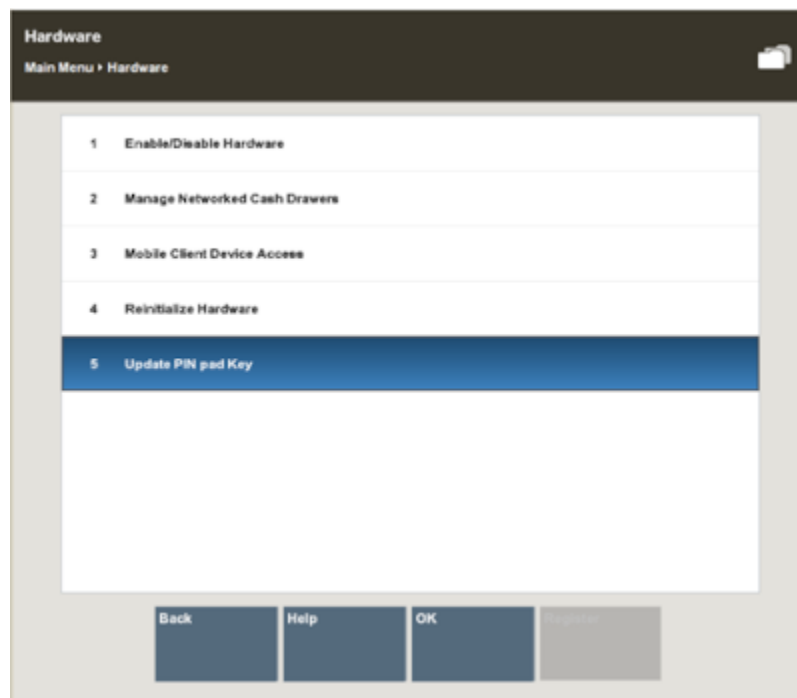 Hardware
Main Menu › Hardware
1 Enable/Disable Hardware
2 Manage Networked Cash Drawers
3 Mobile Client Device Access
4 Reinitialize Hardware
5 Update PIN pad Key
Back Help OK Register